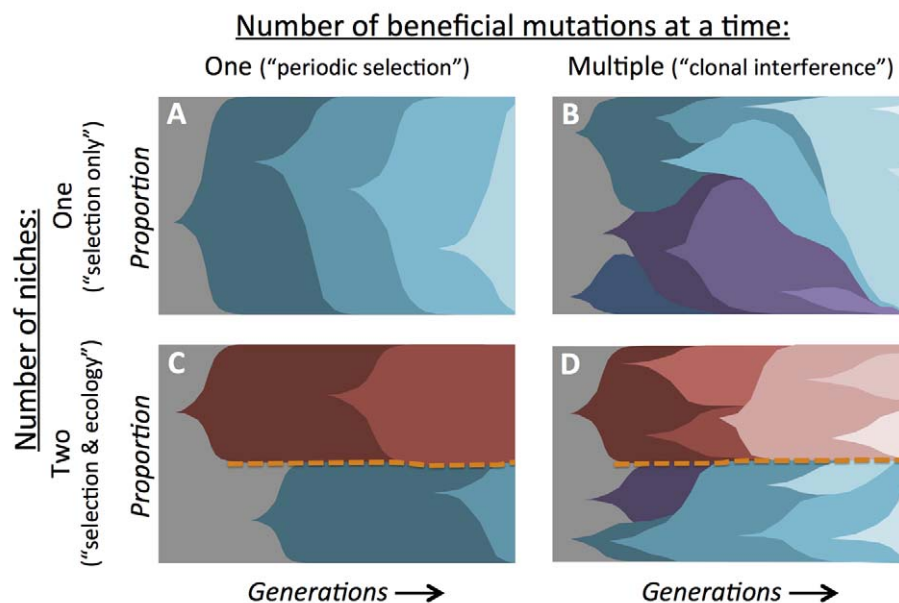 Number of beneficial mutations at a time:
One (“periodic selection”)
Multiple (“clonal interference”)
Number of niches:
One
(“selection only”)
Proportion
A
B
Two
(“selection & ecology”)
Proportion
C
D
Generations →
Generations →